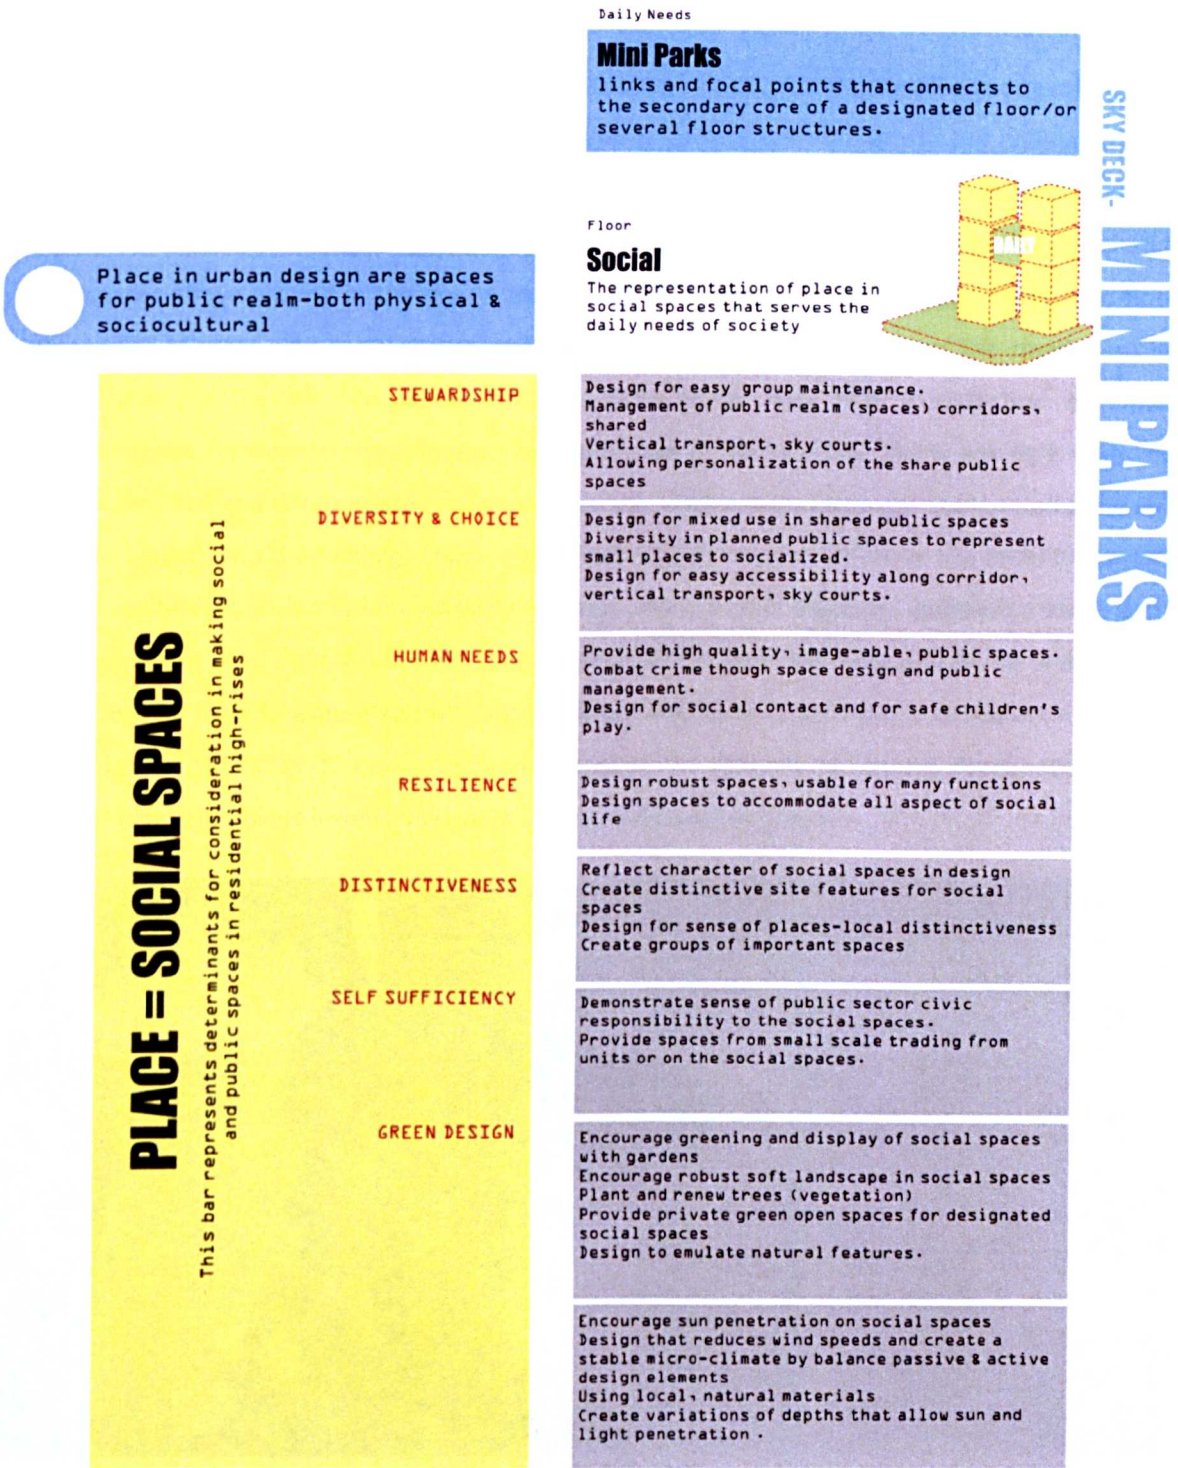 Daily Needs
Mini Parks
links and focal points that connects to
the secondary core of a designated floor/or
several floor structures.
SKY DECK-
MINI PARKS
Floor
Social
The representation of place in
social spaces that serves the
daily needs of society
DAILY
Place in urban design are spaces
for public realm-both physical &
sociocultural
PLACE = SOCIAL SPACES
This bar represents determinants for consideration in making social
and public spaces in residential high-rises
STEWARDSHIP
Design for easy group maintenance.
Management of public realm (spaces) corridors,
shared
Vertical transport, sky courts.
Allowing personalization of the share public
spaces
DIVERSITY & CHOICE
Design for mixed use in shared public spaces
Diversity in planned public spaces to represent
small places to socialized.
Design for easy accessibility along corridor,
vertical transport, sky courts.
HUMAN NEEDS
Provide high quality, image-able, public spaces.
Combat crime though space design and public
management.
Design for social contact and for safe children's
play.
RESILIENCE
Design robust spaces, usable for many functions
Design spaces to accommodate all aspect of social
life
DISTINCTIVENESS
Reflect character of social spaces in design
Create distinctive site features for social
spaces
Design for sense of places-local distinctiveness
Create groups of important spaces
SELF SUFFICIENCY
Demonstrate sense of public sector civic
responsibility to the social spaces.
Provide spaces from small scale trading from
units or on the social spaces.
GREEN DESIGN
Encourage greening and display of social spaces
with gardens
Encourage robust soft landscape in social spaces
Plant and renew trees (vegetation)
Provide private green open spaces for designated
social spaces
Design to emulate natural features.
Encourage sun penetration on social spaces
Design that reduces wind speeds and create a
stable micro-climate by balance passive & active
design elements
Using local, natural materials
Create variations of depths that allow sun and
light penetration .